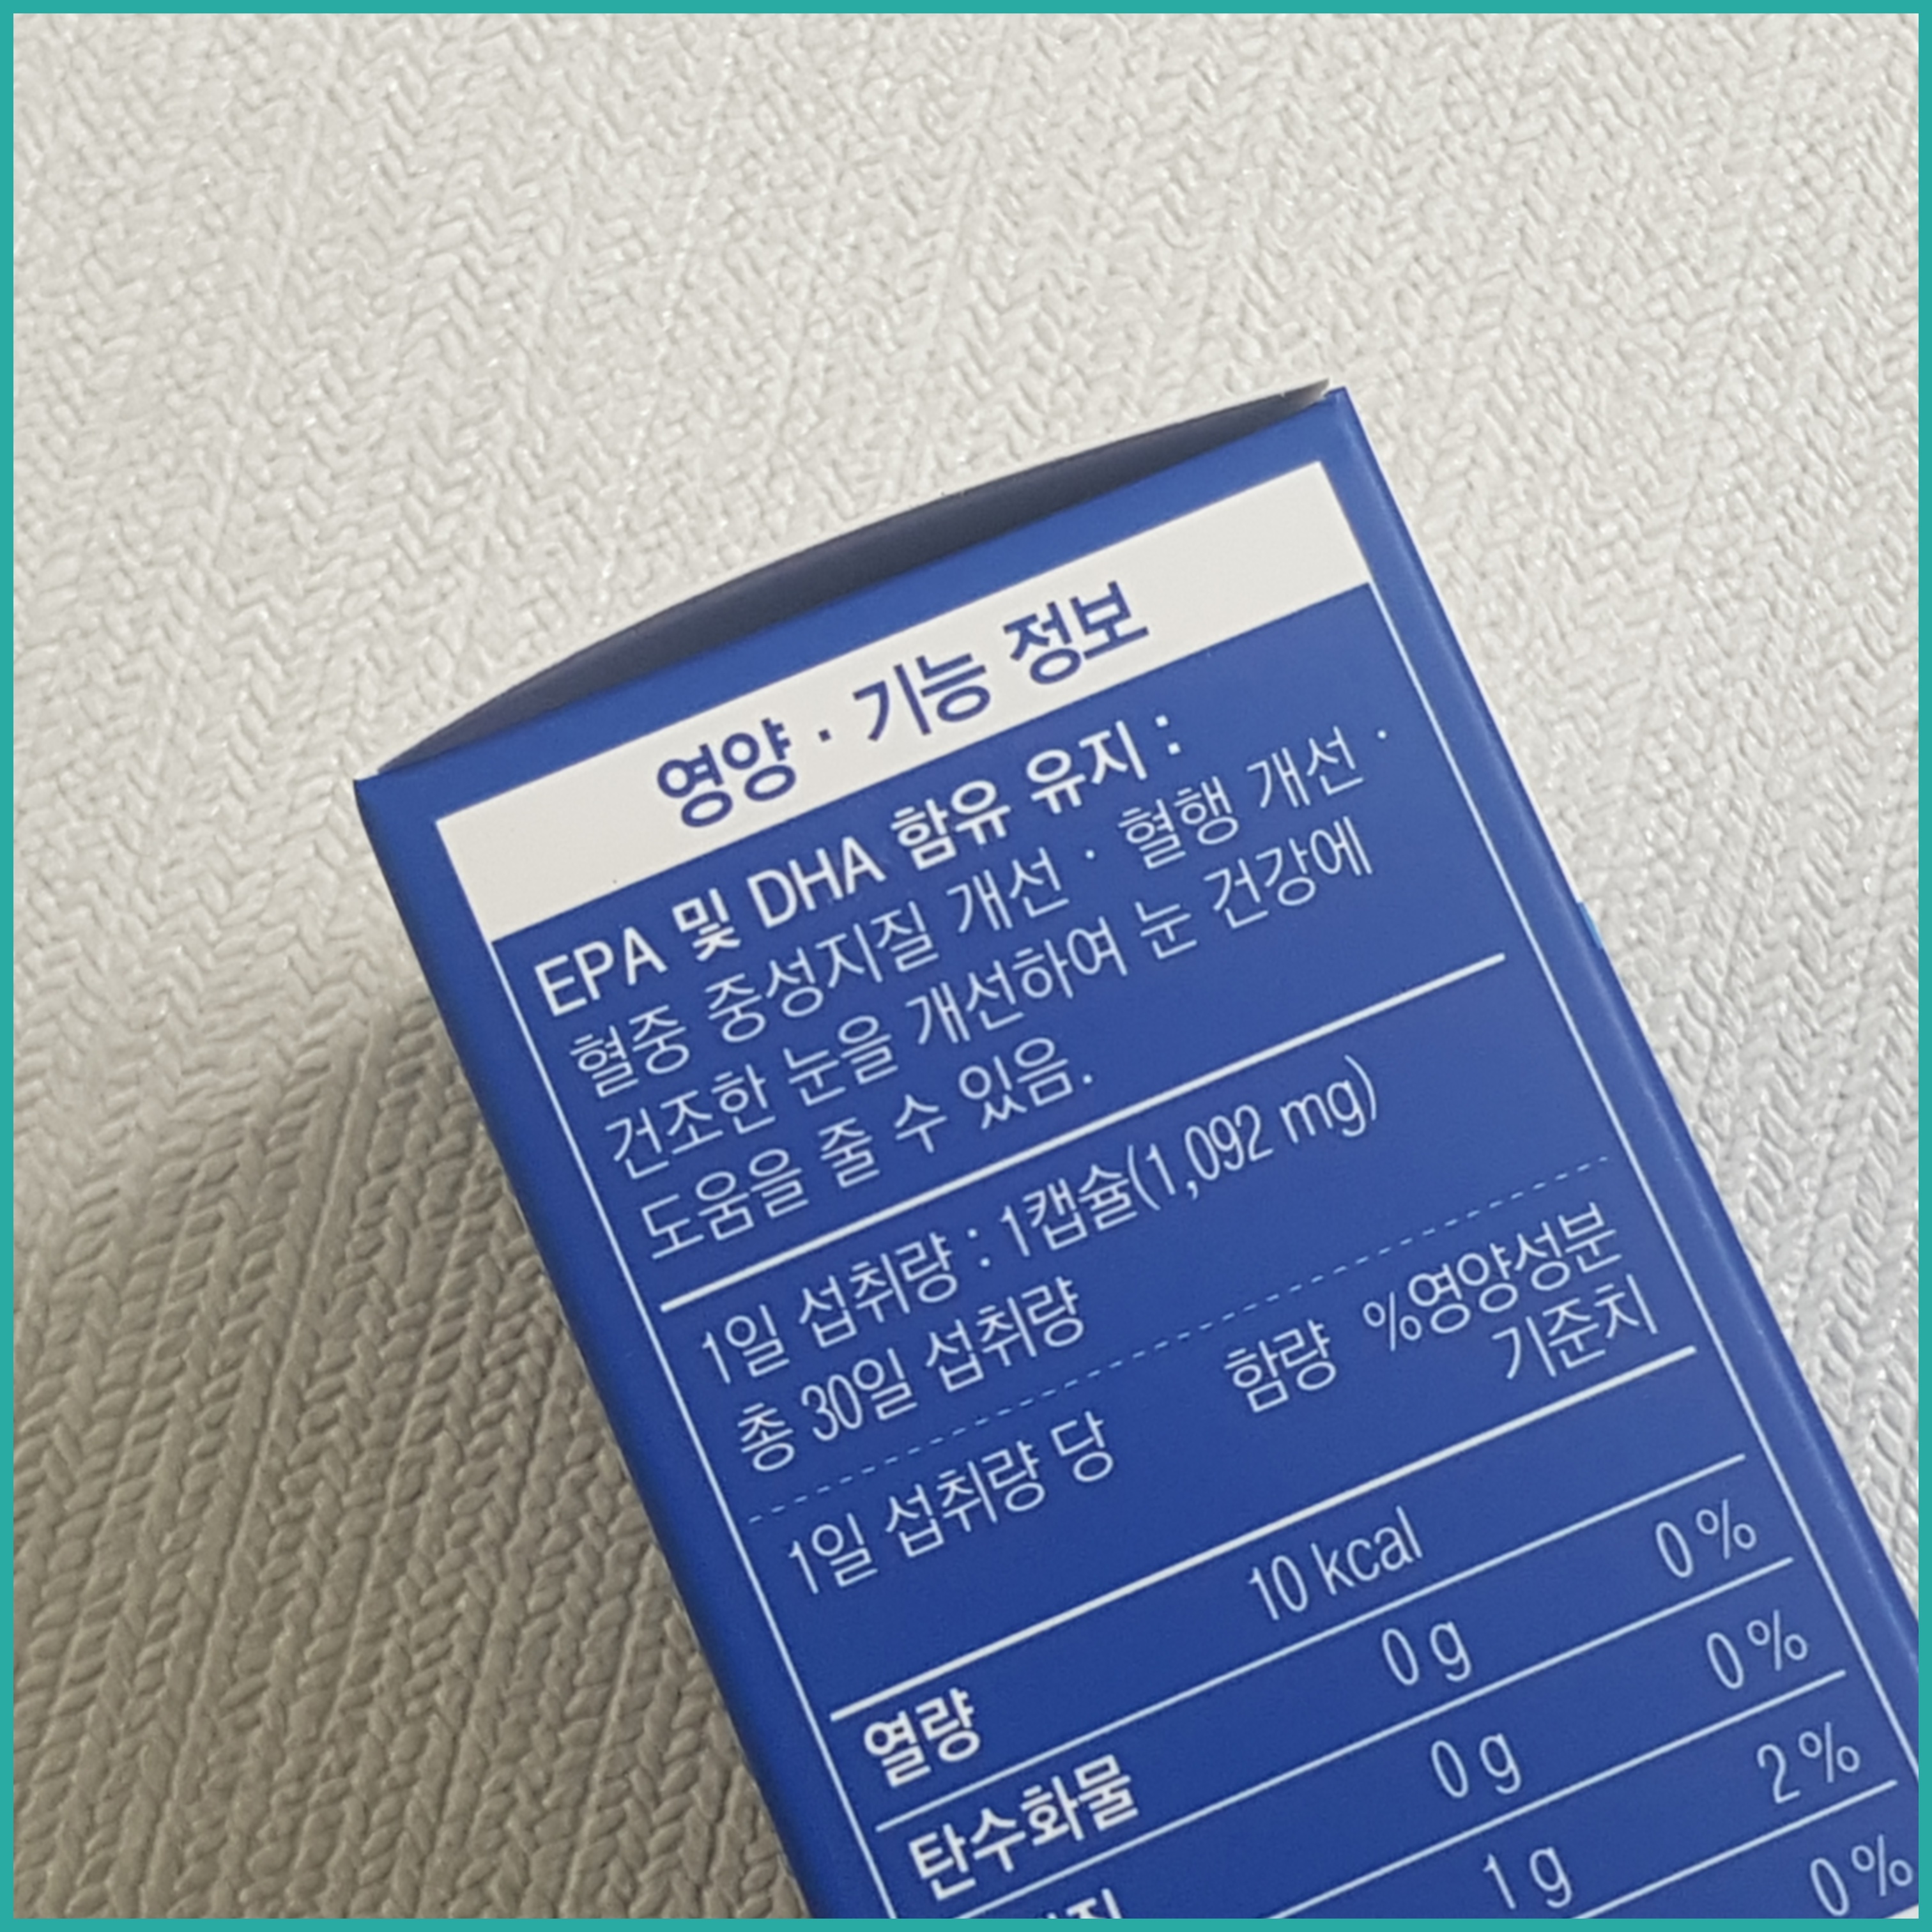 영양 · 기능 정보
EPA 및 DHA 함유 유지 :
혈중 중성지질 개선 · 혈행 개선 ·
건조한 눈을 개선하여 눈 건강에
도움을 줄 수 있음.
1일 섭취량 : 1캡슐(1,092 mg)
총 30일 섭취량
1일 섭취량 당 함량 %영양성분
기준치
열량 10 kcal
탄수화물 0 g 0 %
0 g 0 %
1 g 2 %
0 %